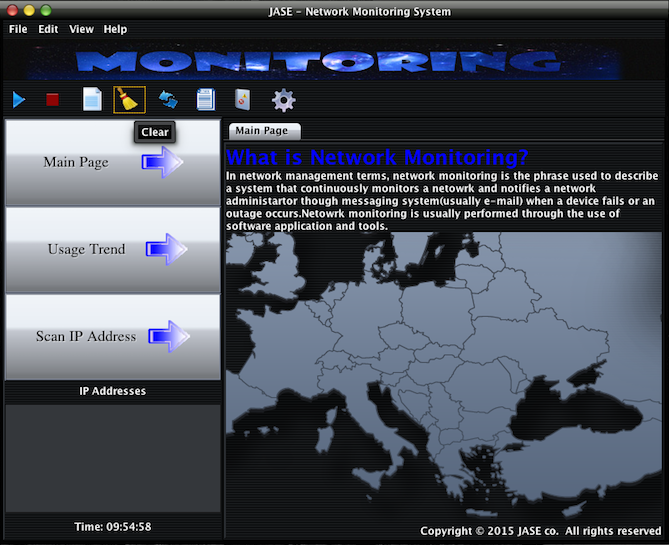 JASE - Network Monitoring System
File Edit View Help
MONITORING
Clear
Main Page
Usage Trend
Scan IP Address
IP Addresses
Time: 09:54:58
Main Page
What is Network Monitoring?
In network management terms, network monitoring is the phrase used to describe
a system that continuously monitors a netowrk and notifies a network
administartor though messaging system(usually e-mail) when a device fails or an
outage occurs.Netowrk monitoring is usually performed through the use of
software application and tools.
Copyright © 2015 JASE co. All rights reserved